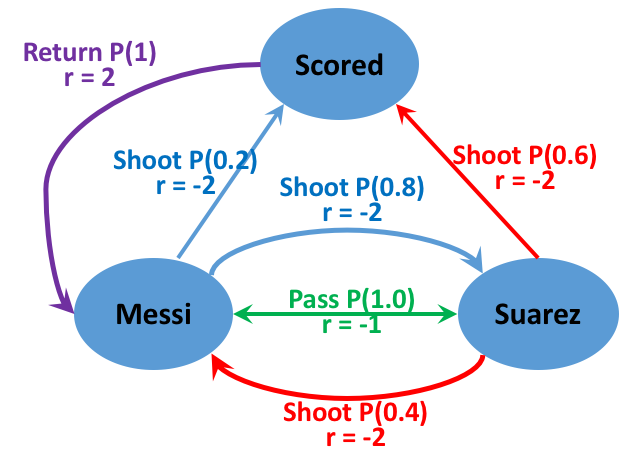 Return P(1)
r = 2
Scored
Shoot P(0.2)
r = -2
Shoot P(0.6)
r = -2
Shoot P(0.8)
r = -2
Messi
Pass P(1.0)
r = -1
Suarez
Shoot P(0.4)
r = -2